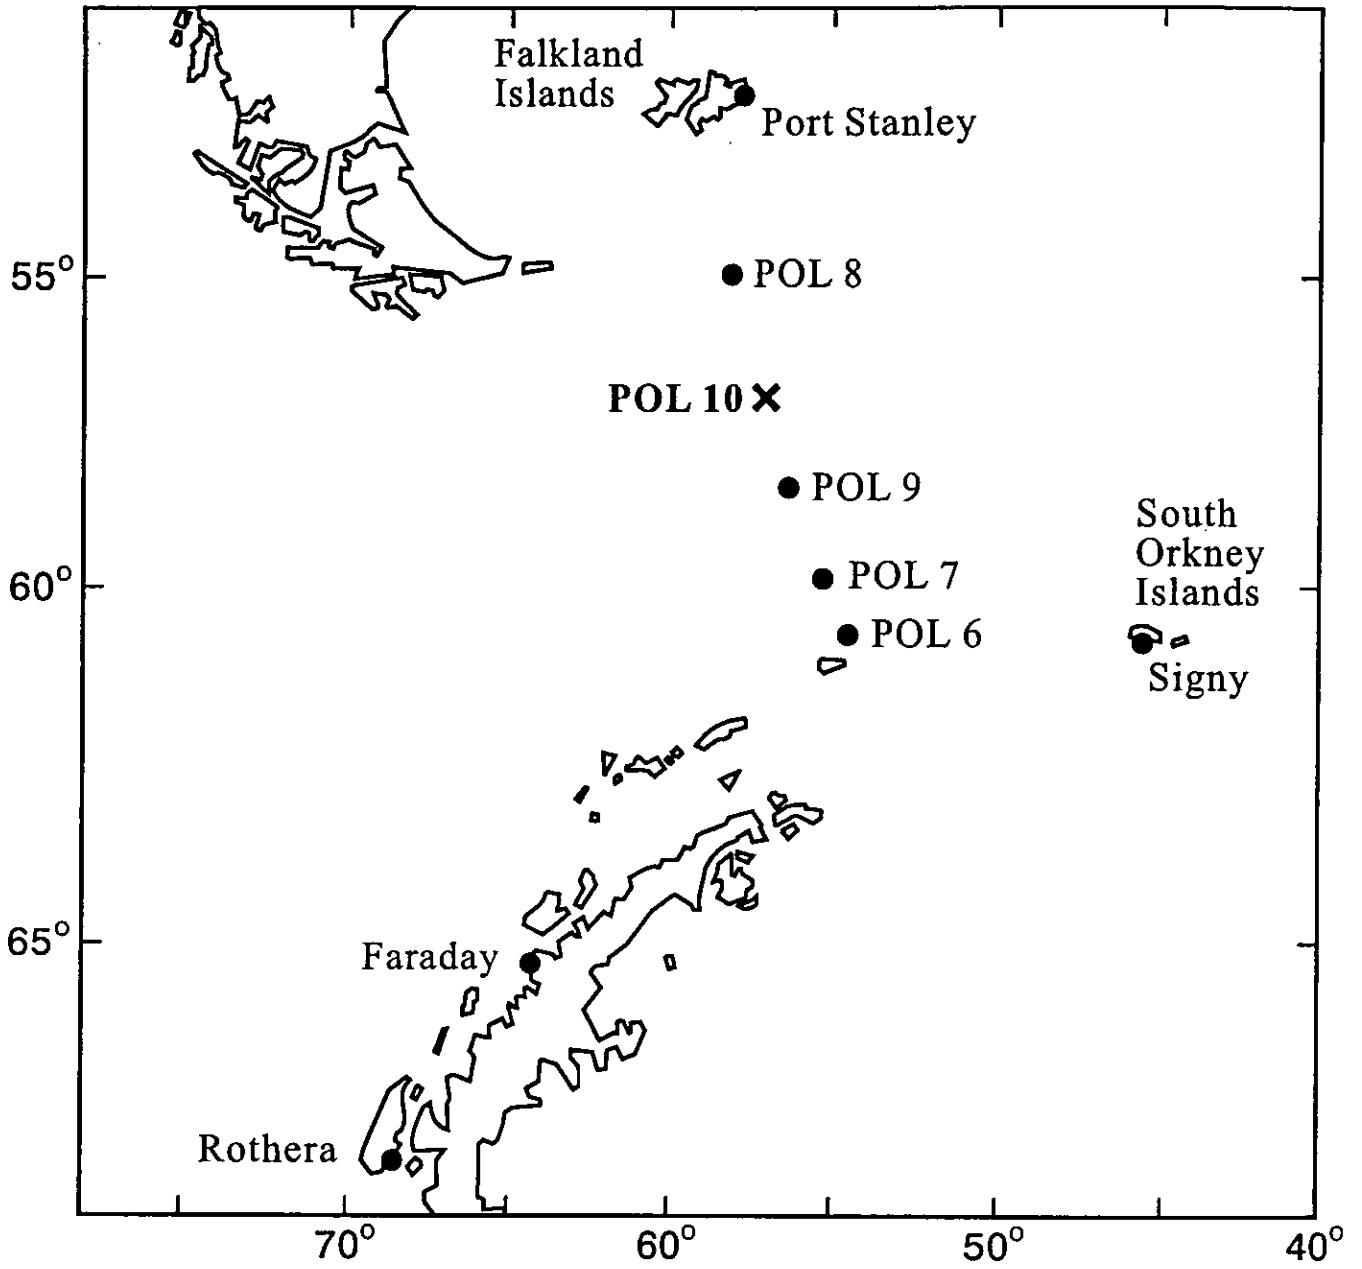 Falkland
Islands
Port Stanley
55°
POL 8
POL 10
POL 9
South
Orkney
Islands
60°
POL 7
POL 6
Signy
65°
Faraday
Rothera
70°
60°
50°
40°